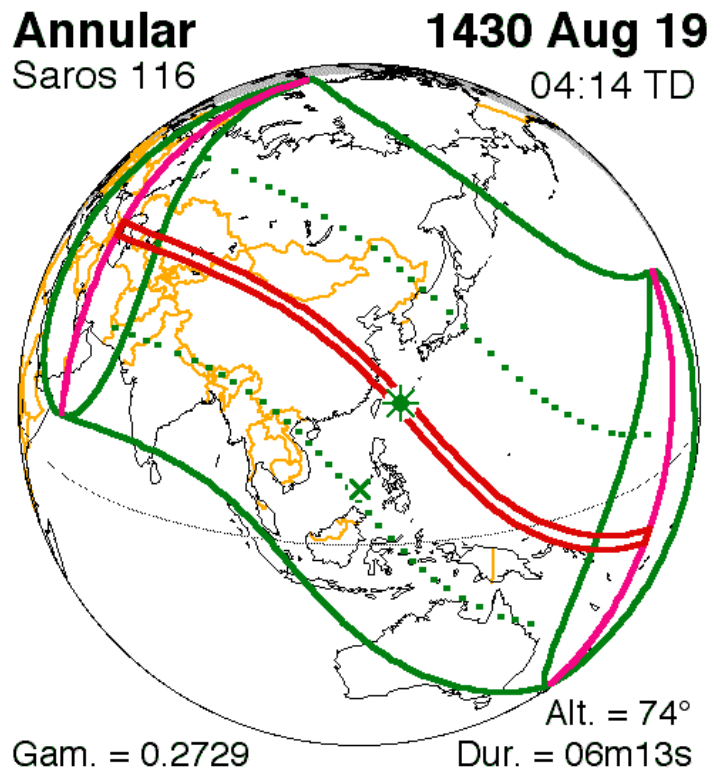 Annular
1430 Aug 19
Saros 116
04:14 TD
Alt. = 74°
Gam. = 0.2729
Dur. = 06m13s